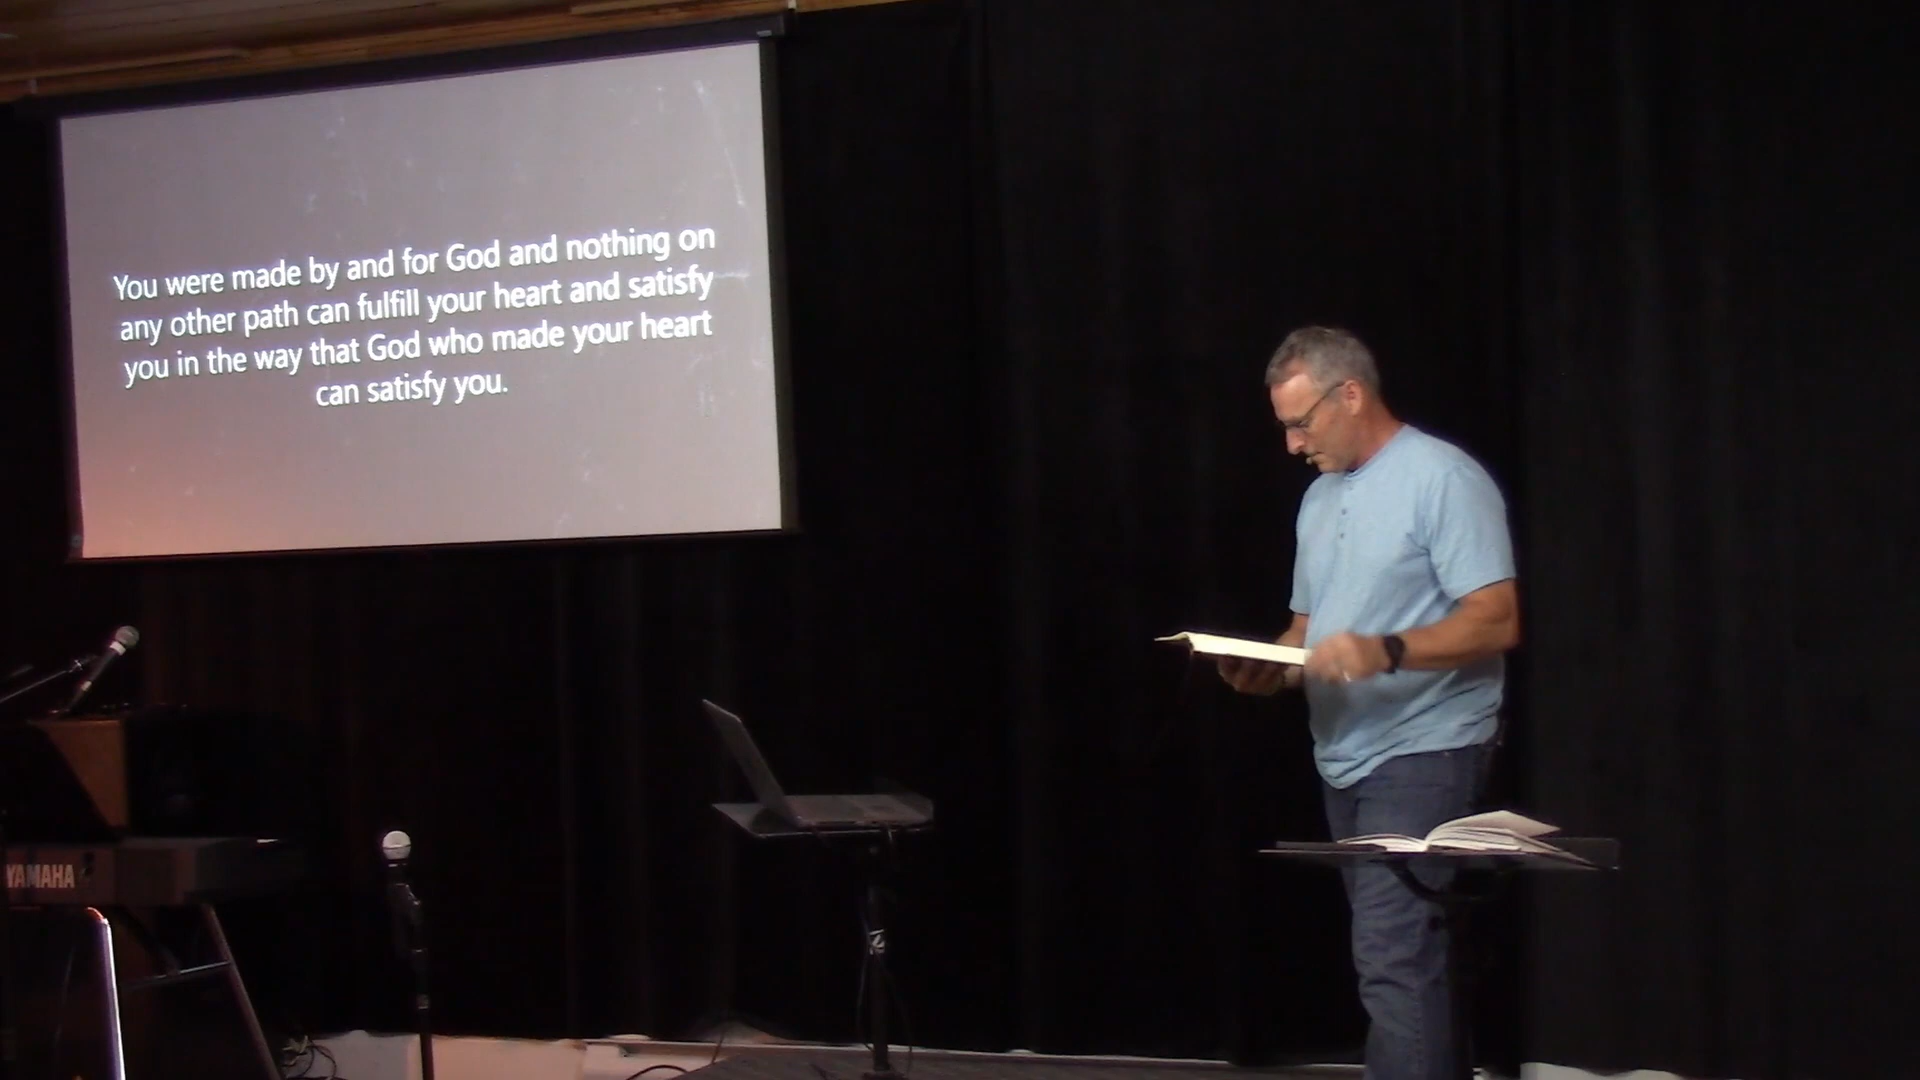 You were made by and for God and nothing on
any other path can fulfill your heart and satisfy
you in the way that God who made your heart
can satisfy you.
YAMAHA